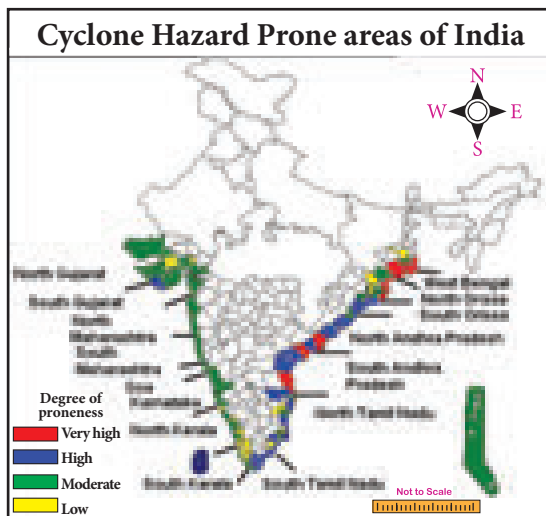 Cyclone Hazard Prone areas of India
N
W
E
S
North Gujarat
South Gujarat
North
Maharashtra
South
Maharashtra
Goa
Karnataka
North Kerala
South Kerala
West Bengal
North Orissa
South Orissa
North Andhra Pradesh
South Andhra
Pradesh
North Tamil Nadu
South Tamil Nadu
Degree of
proneness
Very high
High
Moderate
Low
Not to Scale